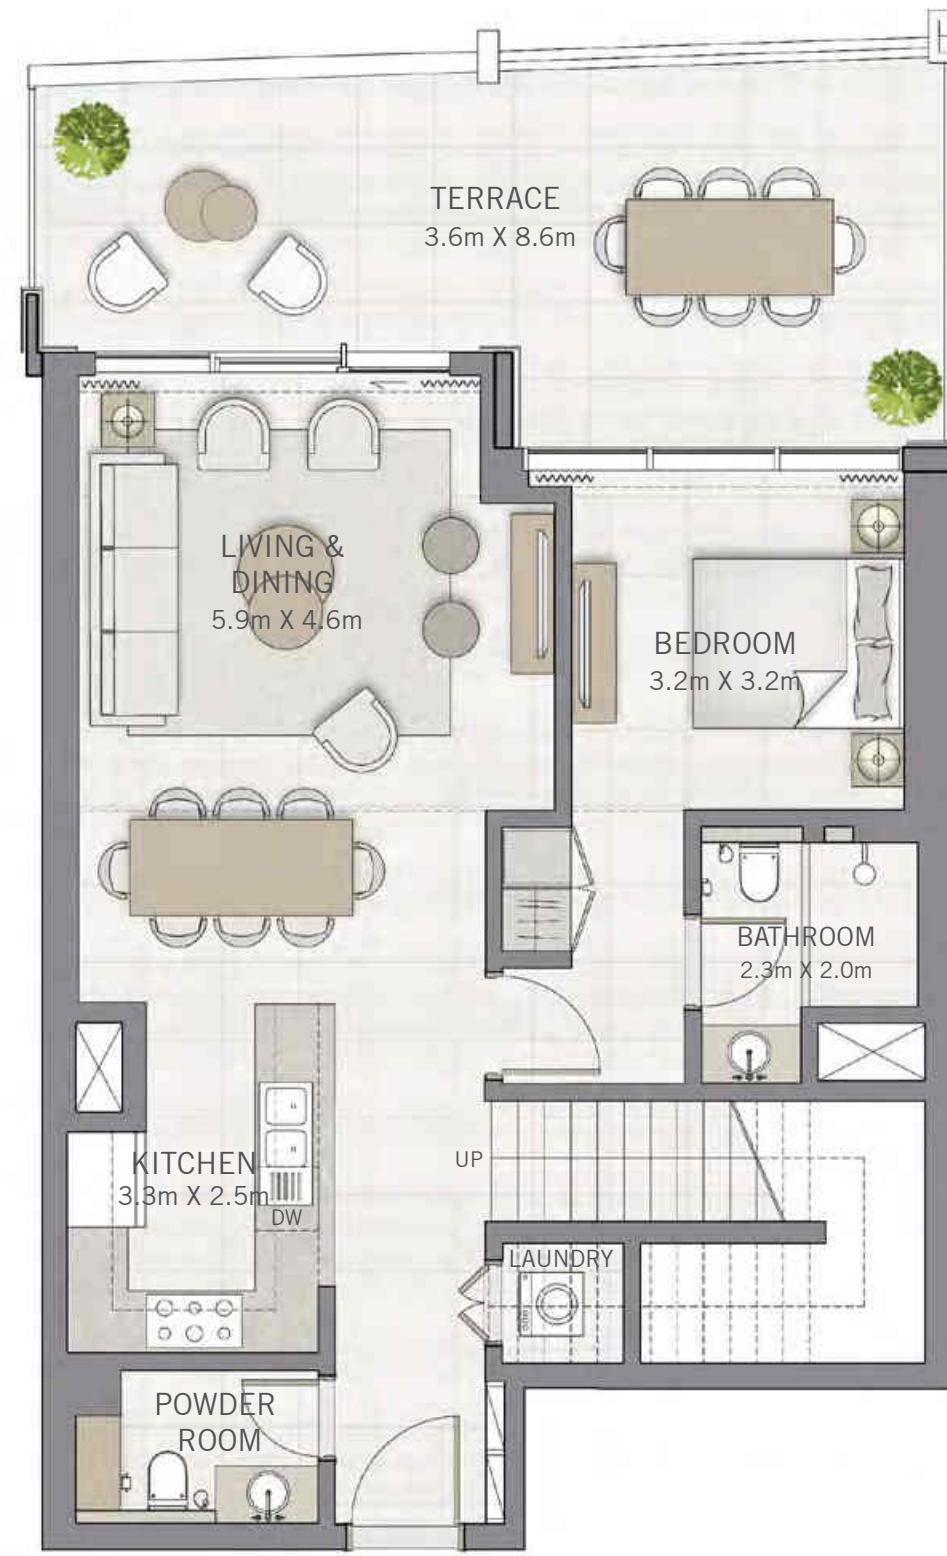 TERRACE
3.6m X 8.6m
LIVING &
DINING
5.9m X 4.6m
BEDROOM
3.2m X 3.2m
BATHROOM
2.3m X 2.0m
KITCHEN
3.3m X 2.5m
DW
UP
LAUNDRY
POWDER
ROOM